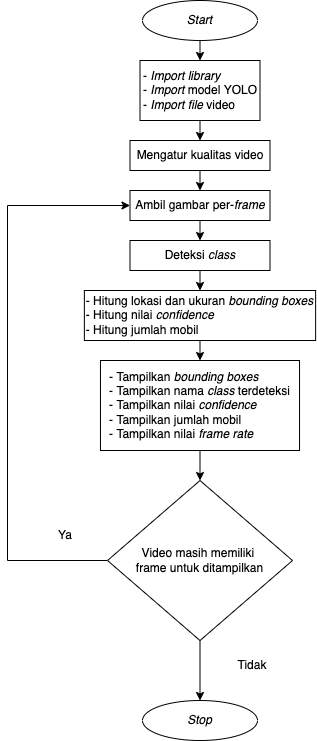 Start
- Import library
- Import model YOLO
- Import file video
Mengatur kualitas video
Ambil gambar per-frame
Deteksi class
- Hitung lokasi dan ukuran bounding boxes
- Hitung nilai confidence
- Hitung jumlah mobil
- Tampilkan bounding boxes
- Tampilkan nama class terdeteksi
- Tampilkan nilai confidence
- Tampilkan jumlah mobil
- Tampilkan nilai frame rate
Ya
Video masih memiliki
frame untuk ditampilkan
Tidak
Stop